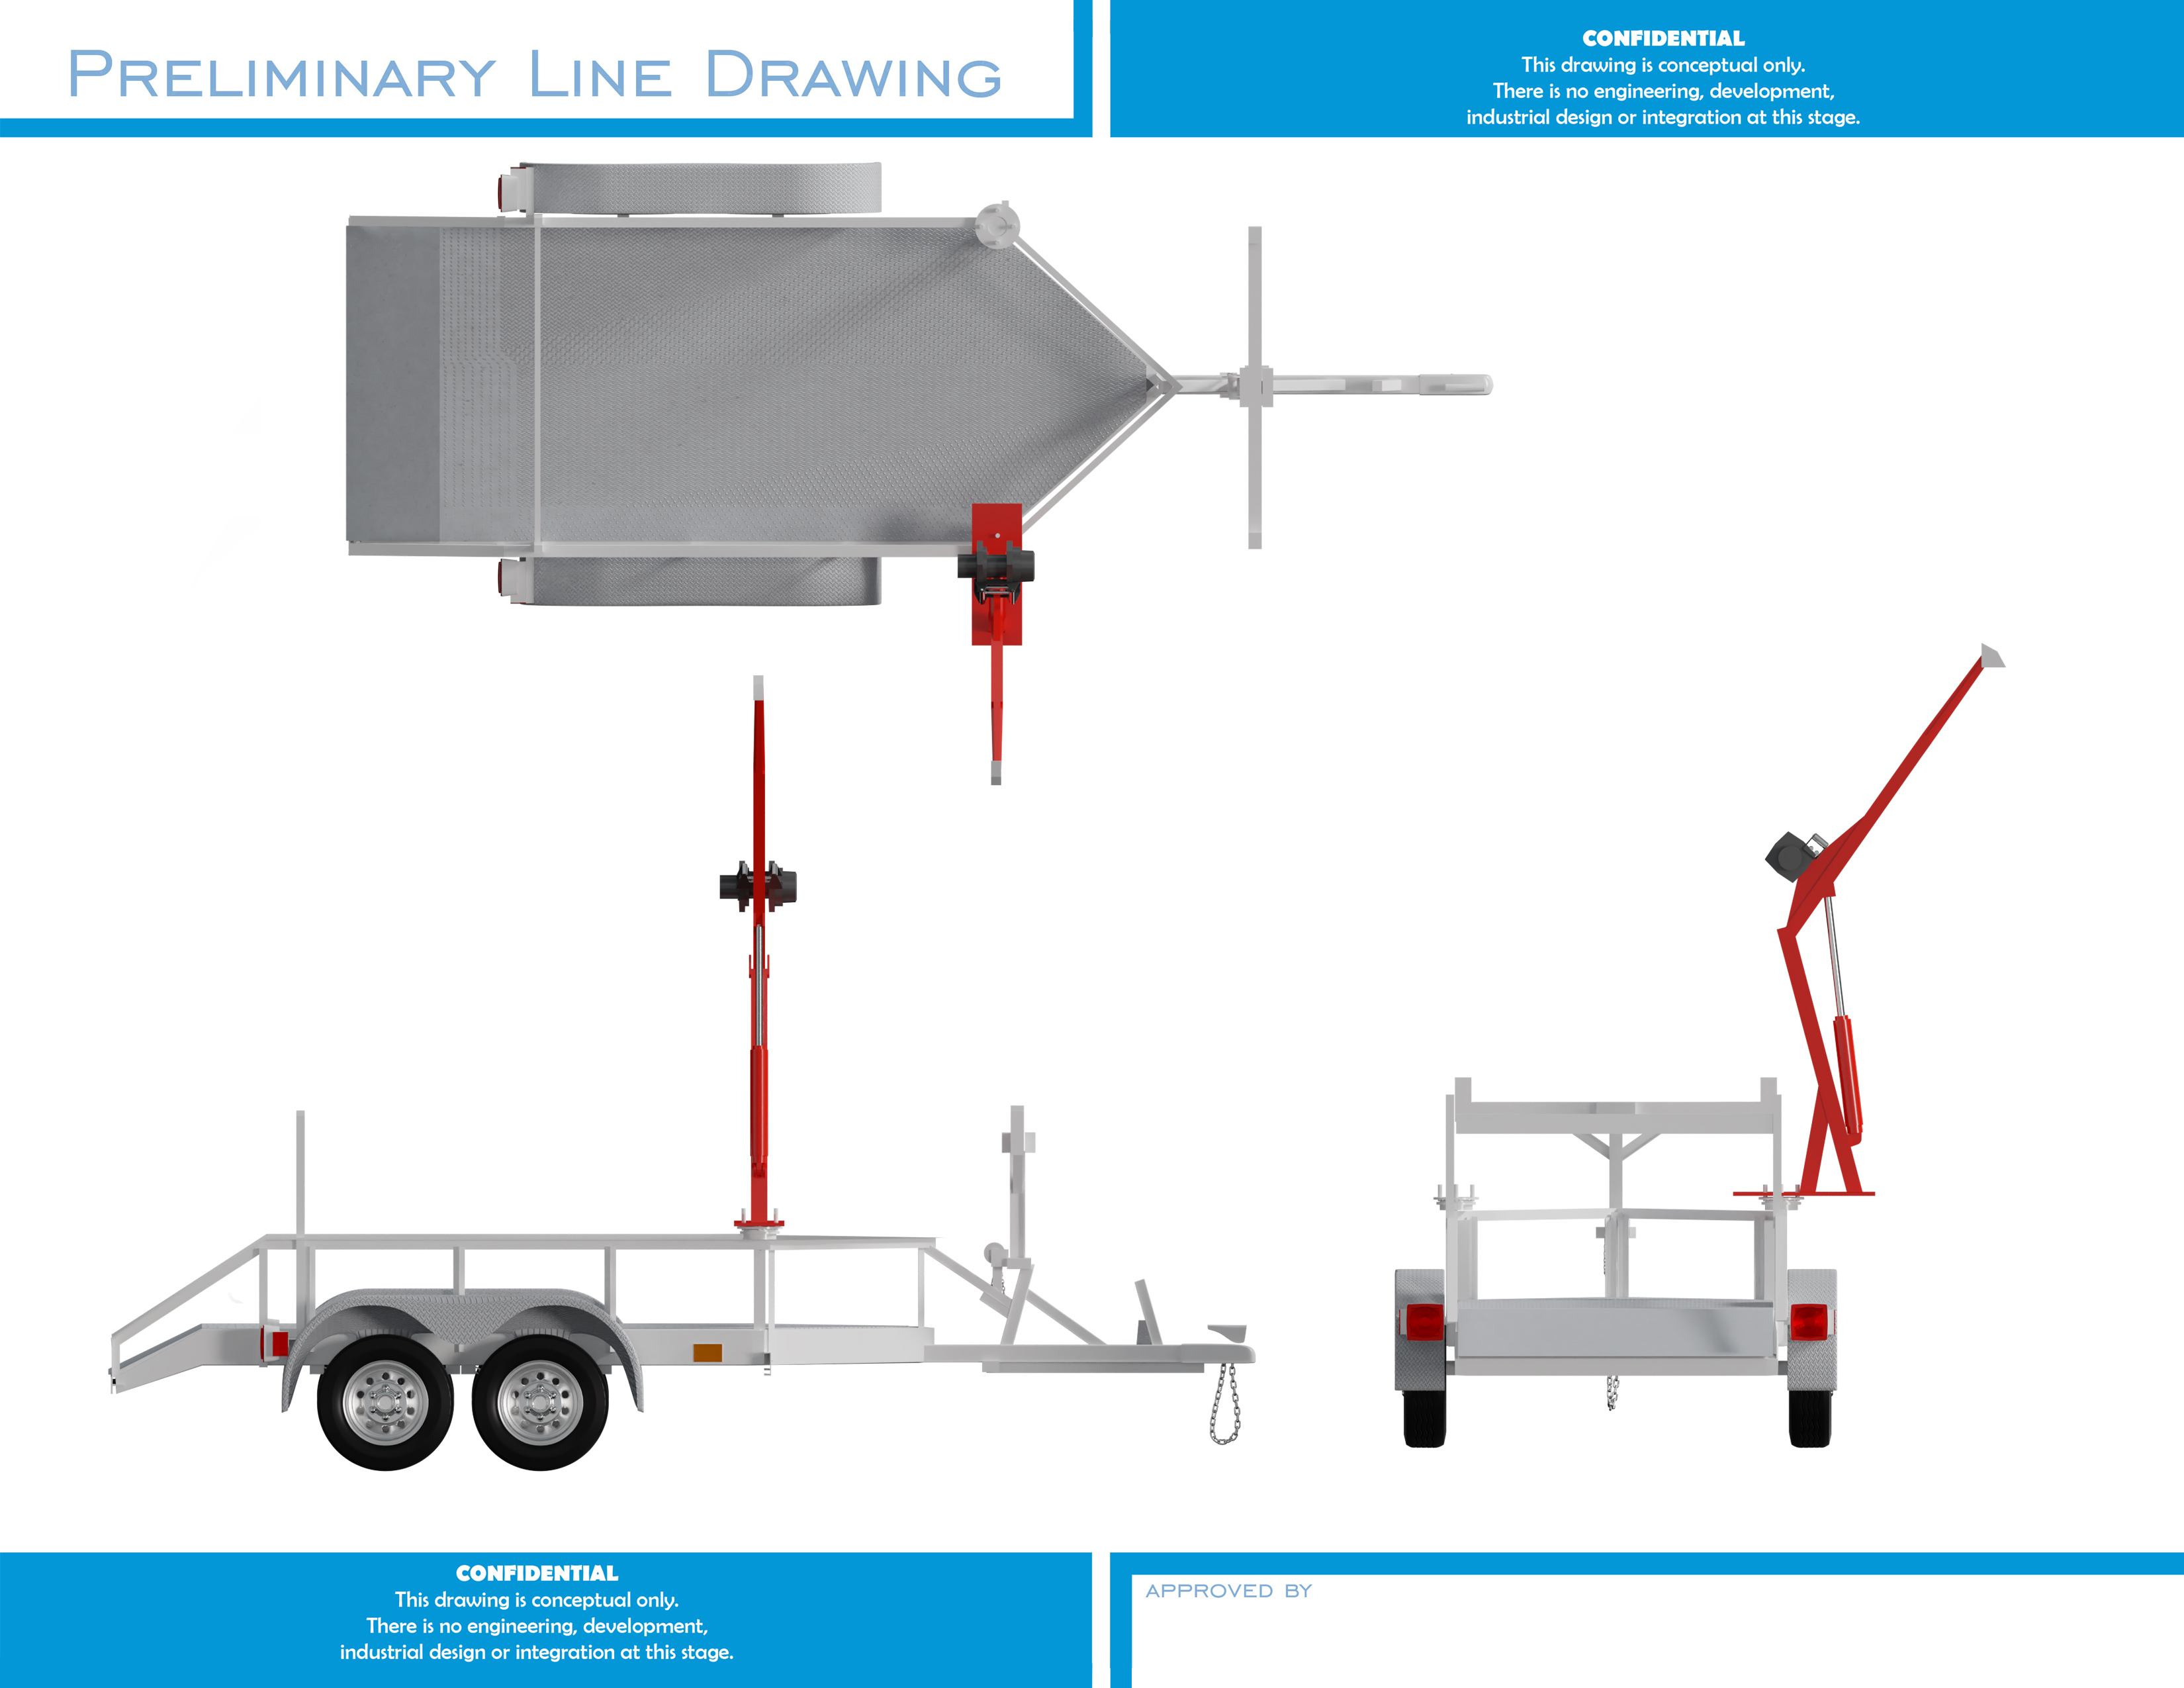 Preliminary Line Drawing
CONFIDENTIAL
This drawing is conceptual only.
There is no engineering, development,
industrial design or integration at this stage.
CONFIDENTIAL
This drawing is conceptual only.
There is no engineering, development,
industrial design or integration at this stage.
APPROVED BY